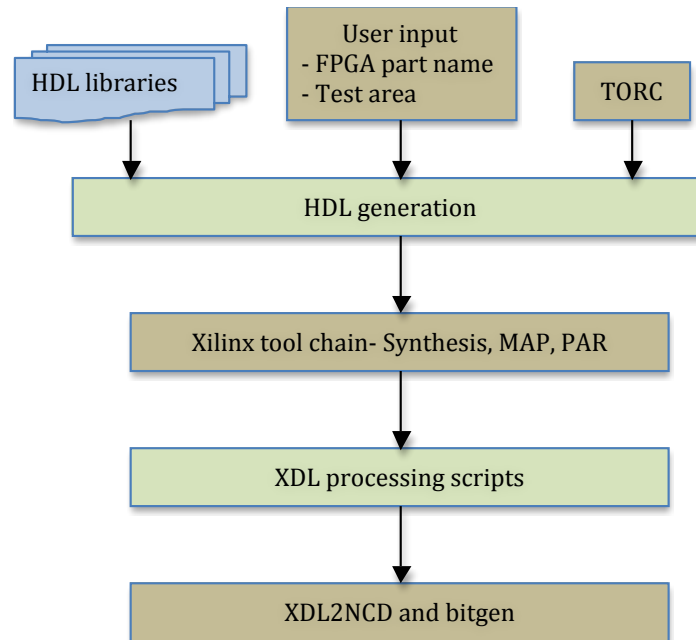 HDL libraries
User input
- FPGA part name
- Test area
TORC
HDL generation
Xilinx tool chain- Synthesis, MAP, PAR
XDL processing scripts
XDL2NCD and bitgen